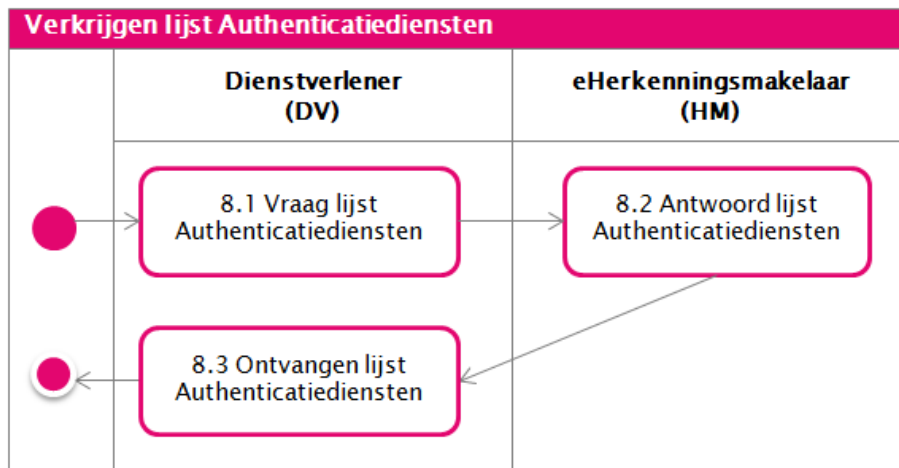 Verkrijgen lijst Authenticatiediensten
Dienstverlener
(DV)
eHerkenningsmakelaar
(HM)
8.1 Vraag lijst
Authenticatiediensten
8.2 Antwoord lijst
Authenticatiediensten
8.3 Ontvangen lijst
Authenticatiediensten